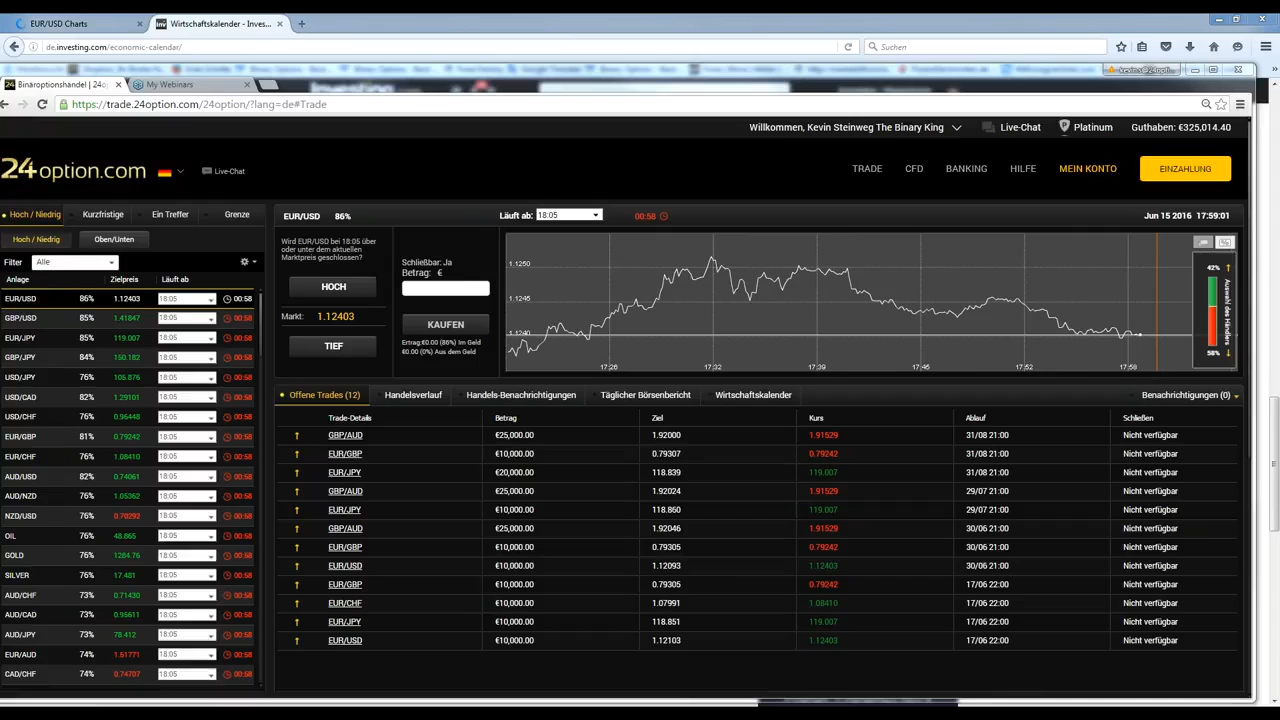 EUR/USD Charts
Wirtschaftskalender - Inves...
de.investing.com/economic-calendar/
Suchen
Binäroptionshandel | 24o...
My Webinars
https://trade.24option.com/24option/?lang=de#Trade
Willkommen, Kevin Steinweg The Binary King
Live-Chat
Platinum
Guthaben: €325,014.40
24option.com
Live-Chat
TRADE
CFD
BANKING
HILFE
MEIN KONTO
EINZAHLUNG
Hoch / Niedrig
Kurzfristige
Ein Treffer
Grenze
Hoch / Niedrig
Oben/Unten
Filter
Alle
Anlage
Zielpreis
Läuft ab
EUR/USD 86% 1.12403 18:05 00:58
GBP/USD 85% 1.41847 18:05 00:58
EUR/JPY 85% 119.007 18:05 00:58
GBP/JPY 84% 150.182 18:05 00:58
USD/JPY 76% 105.876 18:05 00:58
USD/CAD 82% 1.29101 18:05 00:58
USD/CHF 76% 0.96448 18:05 00:58
EUR/GBP 81% 0.79242 18:05 00:58
EUR/CHF 76% 1.08410 18:05 00:58
AUD/USD 82% 0.74061 18:05 00:58
AUD/NZD 76% 1.05362 18:05 00:58
NZD/USD 76% 0.70292 18:05 00:58
OIL 76% 48.865 18:05 00:58
GOLD 76% 1284.76 18:05 00:58
SILVER 76% 17.481 18:05 00:58
AUD/CHF 73% 0.71430 18:05 00:58
AUD/CAD 73% 0.95611 18:05 00:58
AUD/JPY 73% 78.412 18:05 00:58
EUR/AUD 74% 1.51771 18:05 00:58
CAD/CHF 74% 0.74707 18:05 00:58
EUR/USD 86%
Läuft ab: 18:05 00:58
Jun 15 2016 17:59:01
Wird EUR/USD bei 18:05 über
oder unter dem aktuellen
Marktpreis geschlossen?
HOCH
Markt: 1.12403
TIEF
Schließbar: Ja
Betrag: €
KAUFEN
Ertrag:€0.00 (86%) Im Geld
€0.00 (0%) Aus dem Geld
1.1250
1.1245
1.1240
17:26 17:32 17:39 17:45 17:52 17:58
42%
Auswahl des Händlers
58%
Offene Trades (12)
Handelsverlauf
Handels-Benachrichtigungen
Täglicher Börsenbericht
Wirtschaftskalender
Benachrichtigungen (0)
Trade-Details Betrag Ziel Kurs Ablauf Schließen
GBP/AUD €25,000.00 1.92000 1.91529 31/08 21:00 Nicht verfügbar
EUR/GBP €10,000.00 0.79307 0.79242 31/08 21:00 Nicht verfügbar
EUR/JPY €20,000.00 118.839 119.007 31/08 21:00 Nicht verfügbar
GBP/AUD €25,000.00 1.92024 1.91529 29/07 21:00 Nicht verfügbar
EUR/JPY €10,000.00 118.860 119.007 29/07 21:00 Nicht verfügbar
GBP/AUD €25,000.00 1.92046 1.91529 30/06 21:00 Nicht verfügbar
EUR/GBP €10,000.00 0.79305 0.79242 30/06 21:00 Nicht verfügbar
EUR/USD €10,000.00 1.12093 1.12403 30/06 21:00 Nicht verfügbar
EUR/GBP €10,000.00 0.79305 0.79242 17/06 22:00 Nicht verfügbar
EUR/CHF €10,000.00 1.07991 1.08410 17/06 22:00 Nicht verfügbar
EUR/JPY €10,000.00 118.851 119.007 17/06 22:00 Nicht verfügbar
EUR/USD €10,000.00 1.12103 1.12403 17/06 22:00 Nicht verfügbar